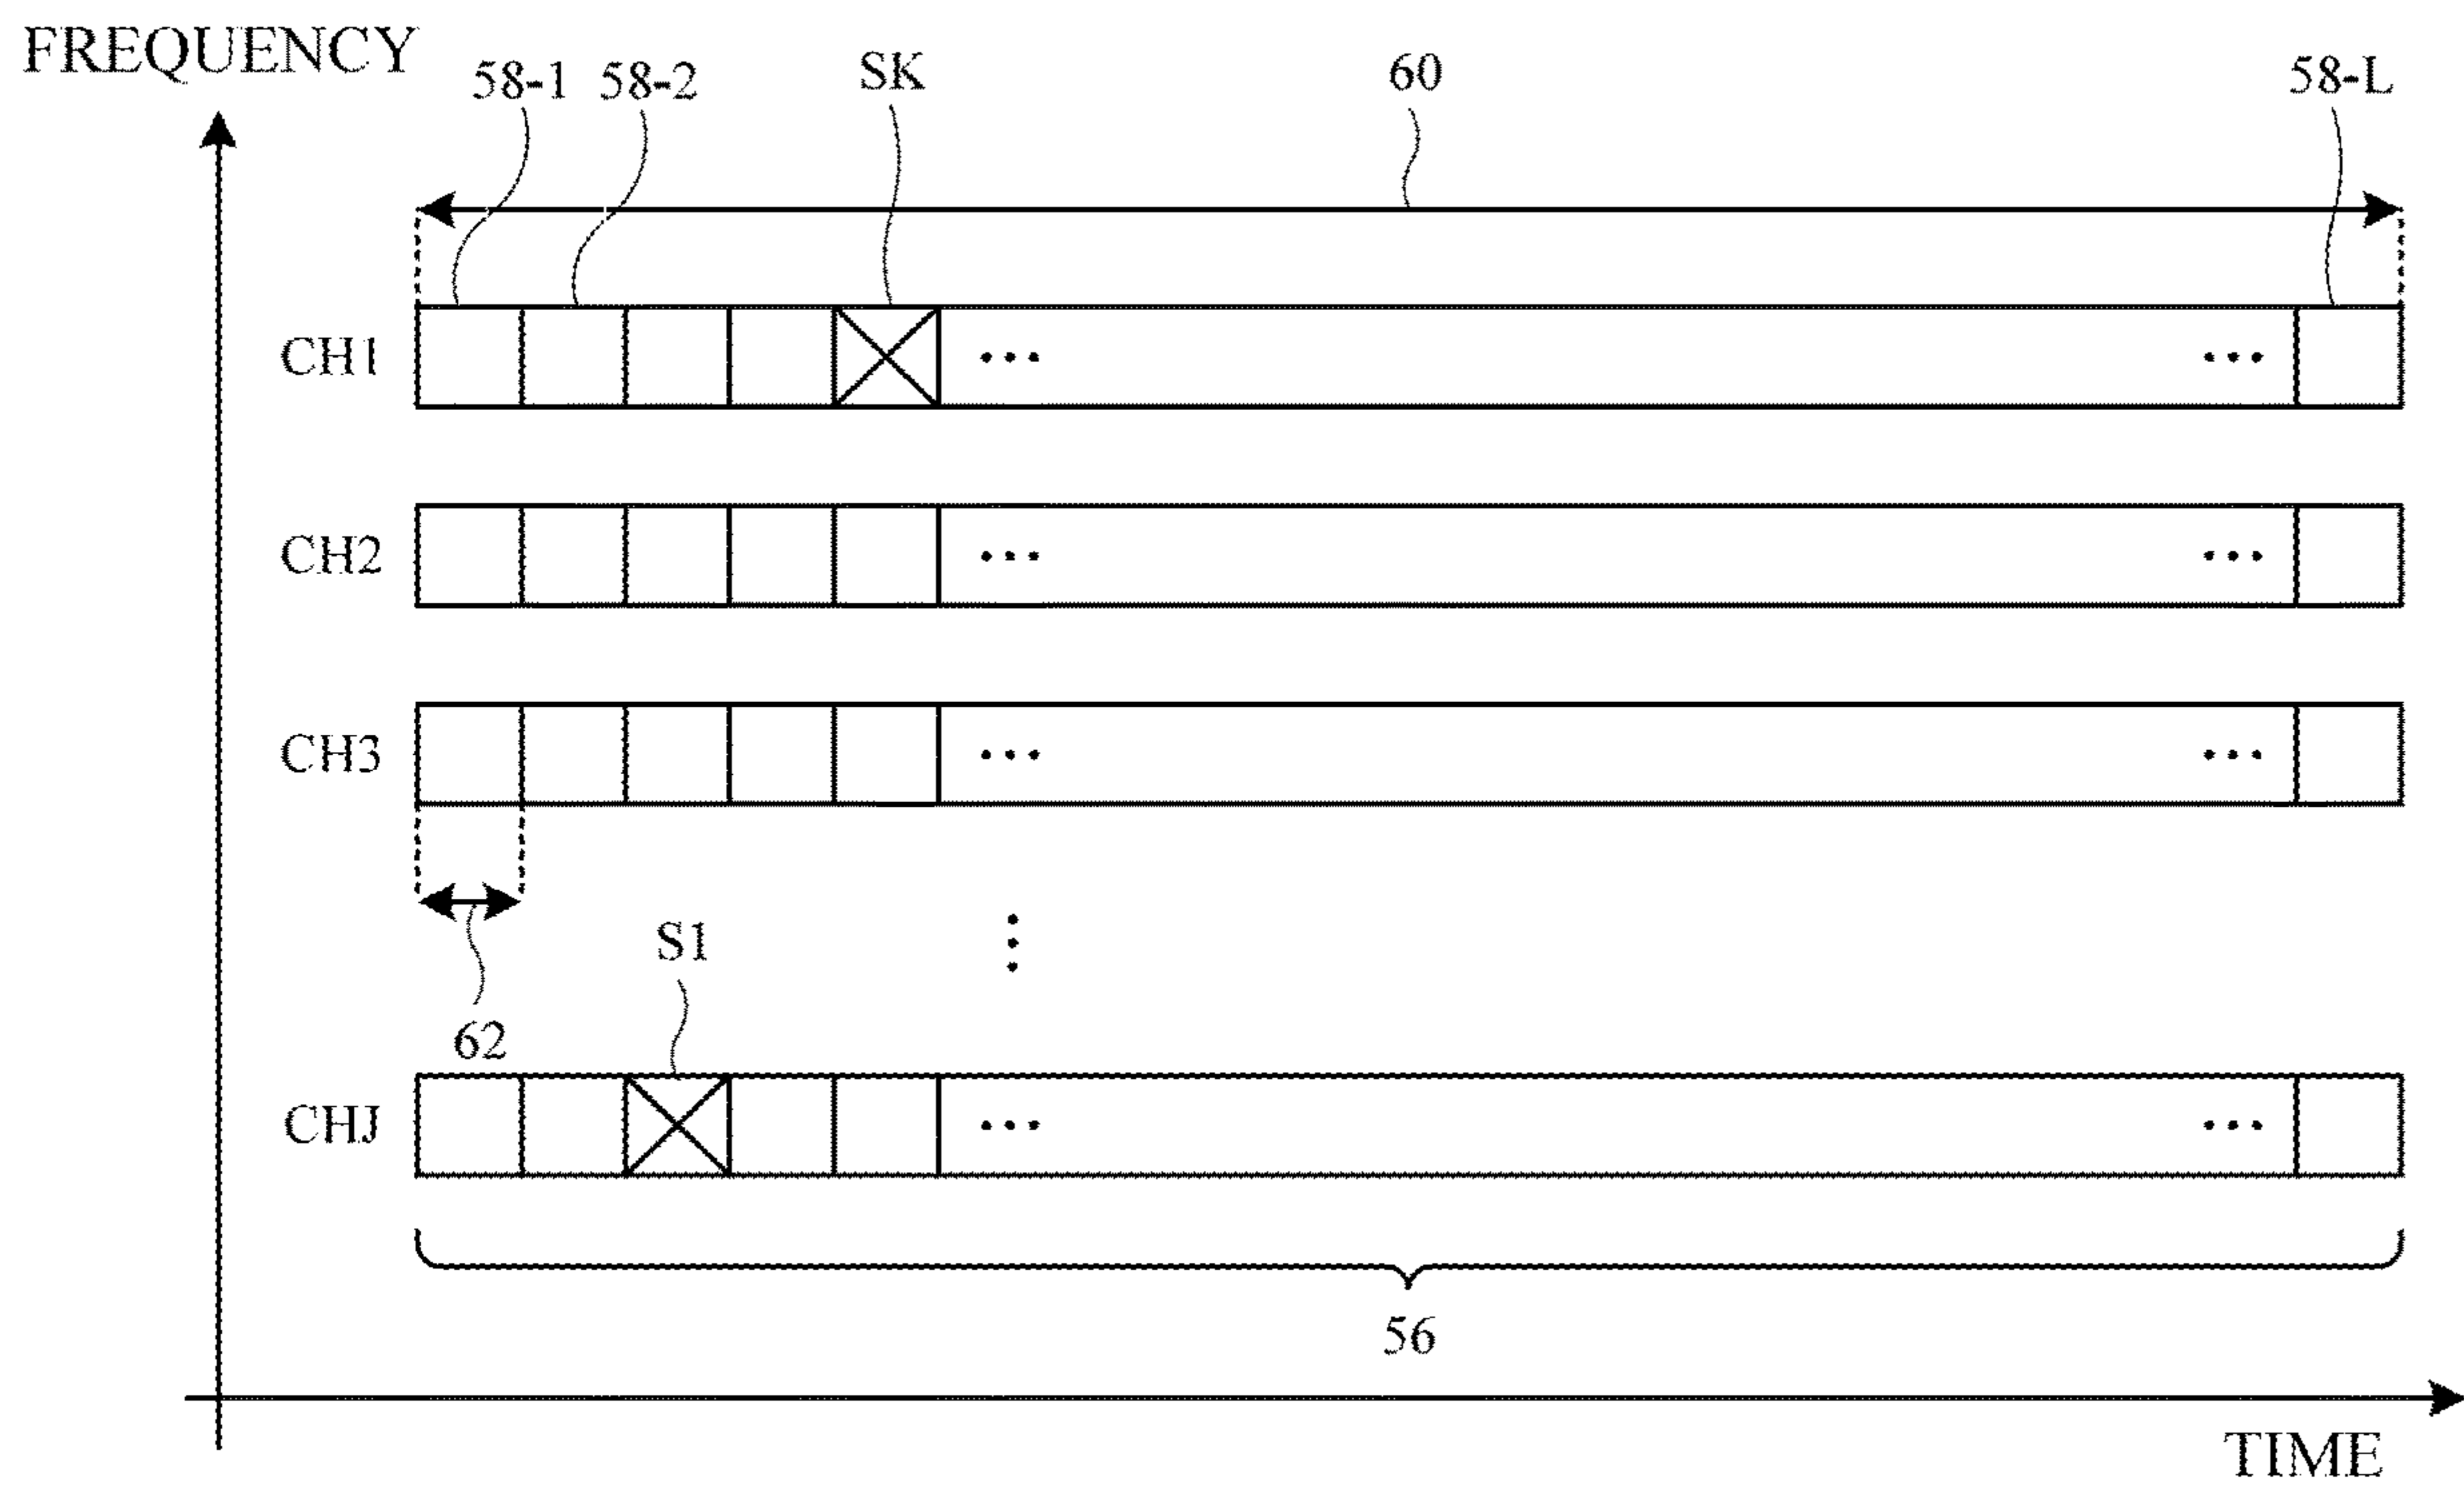 FREQUENCY
58-1 58-2 SK 60 58-L
CH1 ... ...
CH2 ... ...
CH3 ... ...
62 S1
CHJ ... ...
56
TIME